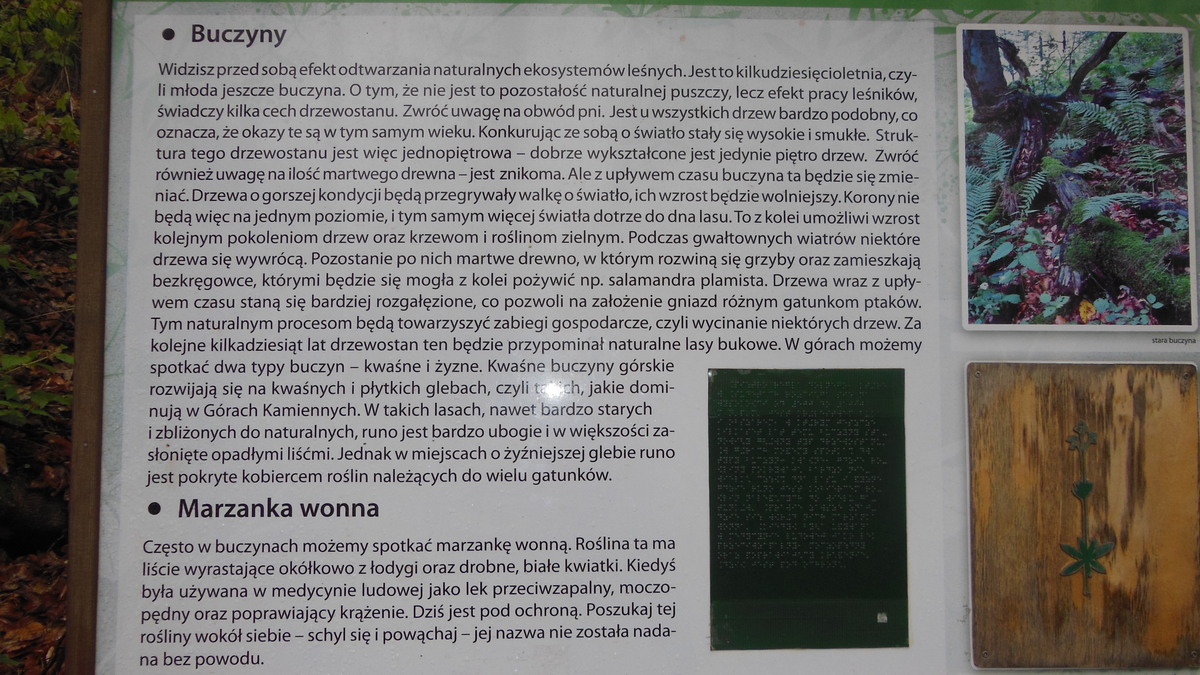 • Buczyny
Widzisz przed sobą efekt odtwarzania naturalnych ekosystemów leśnych. Jest to kilkudziesięcioletnia, czy-
li młoda jeszcze buczyna. O tym, że nie jest to pozostałość naturalnej puszczy, lecz efekt pracy leśników,
świadczy kilka cech drzewostanu. Zwróć uwagę na obwód pni. Jest u wszystkich drzew bardzo podobny, co
oznacza, że okazy te są w tym samym wieku. Konkurując ze sobą o światło stały się wysokie i smukłe. Struk-
tura tego drzewostanu jest więc jednopiętrowa – dobrze wykształcone jest jedynie piętro drzew. Zwróć
również uwagę na ilość martwego drewna – jest znikoma. Ale z upływem czasu buczyna ta będzie się zmie-
niać. Drzewa o gorszej kondycji będą przegrywały walkę o światło, ich wzrost będzie wolniejszy. Korony nie
będą więc na jednym poziomie, i tym samym więcej światła dotrze do dna lasu. To z kolei umożliwi wzrost
kolejnym pokoleniom drzew oraz krzewom i roślinom zielnym. Podczas gwałtownych wiatrów niektóre
drzewa się wywrócą. Pozostanie po nich martwe drewno, w którym rozwiną się grzyby oraz zamieszkają
bezkręgowce, którymi będzie się mogła z kolei pożywić np. salamandra plamista. Drzewa wraz z upły-
wem czasu staną się bardziej rozgałęzione, co pozwoli na założenie gniazd różnym gatunkom ptaków.
Tym naturalnym procesom będą towarzyszyć zabiegi gospodarcze, czyli wycinanie niektórych drzew. Za
kolejne kilkadziesiąt lat drzewostan ten będzie przypominał naturalne lasy bukowe. W górach możemy
spotkać dwa typy buczyn – kwaśne i żyzne. Kwaśne buczyny górskie
rozwijają się na kwaśnych i płytkich glebach, czyli takich, jakie domi-
nują w Górach Kamiennych. W takich lasach, nawet bardzo starych
i zbliżonych do naturalnych, runo jest bardzo ubogie i w większości za-
słonięte opadłymi liśćmi. Jednak w miejscach o żyźniejszej glebie runo
jest pokryte kobiercem roślin należących do wielu gatunków.
• Marzanka wonna
Często w buczynach możemy spotkać marzankę wonną. Roślina ta ma
liście wyrastające okółkowo z łodygi oraz drobne, białe kwiatki. Kiedyś
była używana w medycynie ludowej jako lek przeciwzapalny, moczo-
pędny oraz poprawiający krążenie. Dziś jest pod ochroną. Poszukaj tej
rośliny wokół siebie – schyl się i powąchaj – jej nazwa nie została nada-
na bez powodu.
stara buczyna